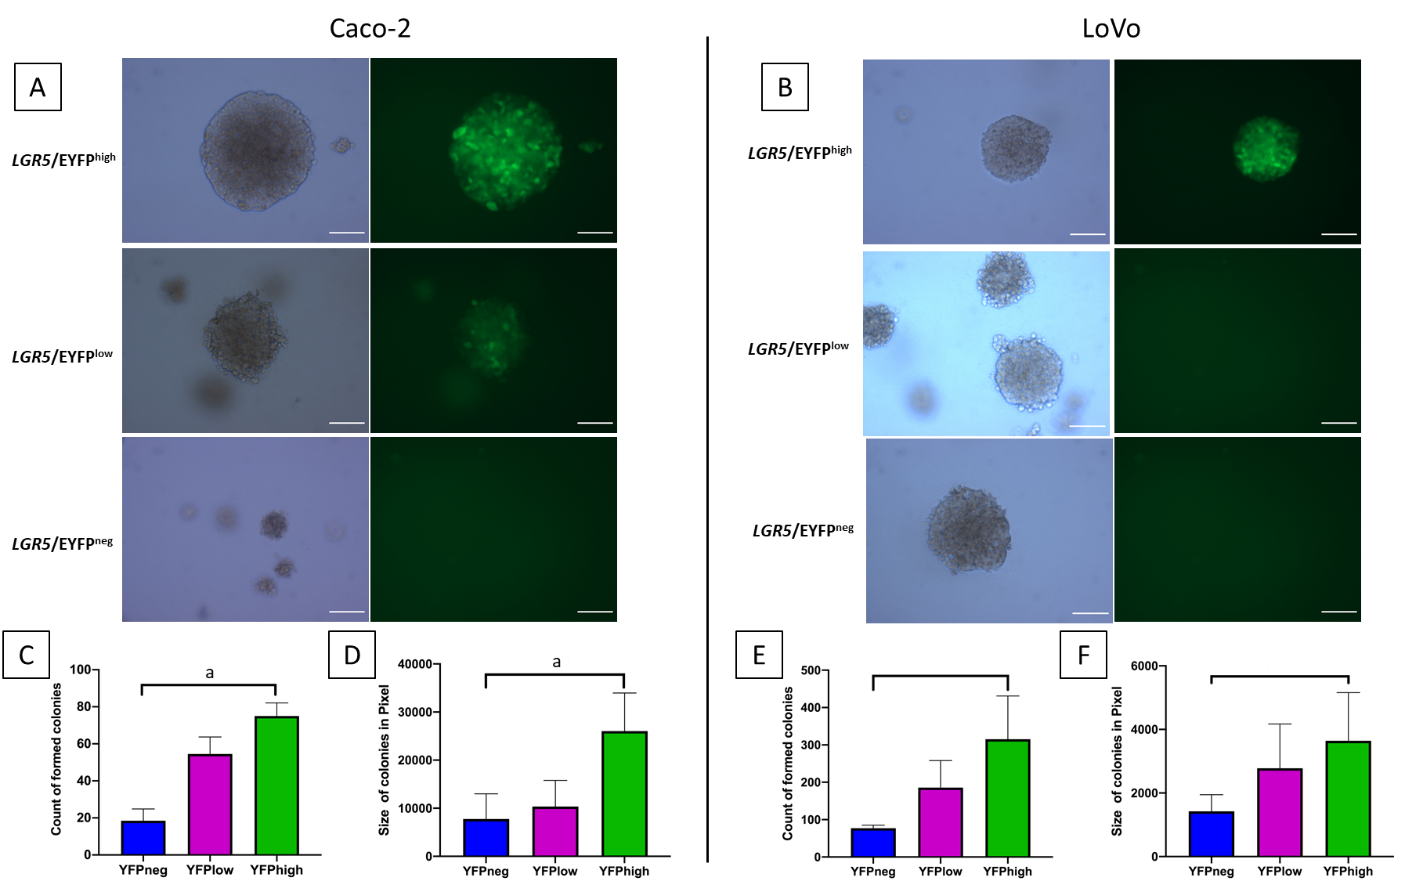 Caco-2
LoVo
A
LGR5/EYFPhigh
LGR5/EYFPlow
LGR5/EYFPneg
B
LGR5/EYFPhigh
LGR5/EYFPlow
LGR5/EYFPneg
C
Count of formed colonies
100
80
60
40
20
0
a
YFPneg YFPlow YFPhigh
D
Size of colonies in Pixel
40000
30000
20000
10000
0
a
YFPneg YFPlow YFPhigh
E
Count of formed colonies
500
400
300
200
100
0
YFPneg YFPlow YFPhigh
F
Size of colonies in Pixel
6000
4000
2000
0
YFPneg YFPlow YFPhigh